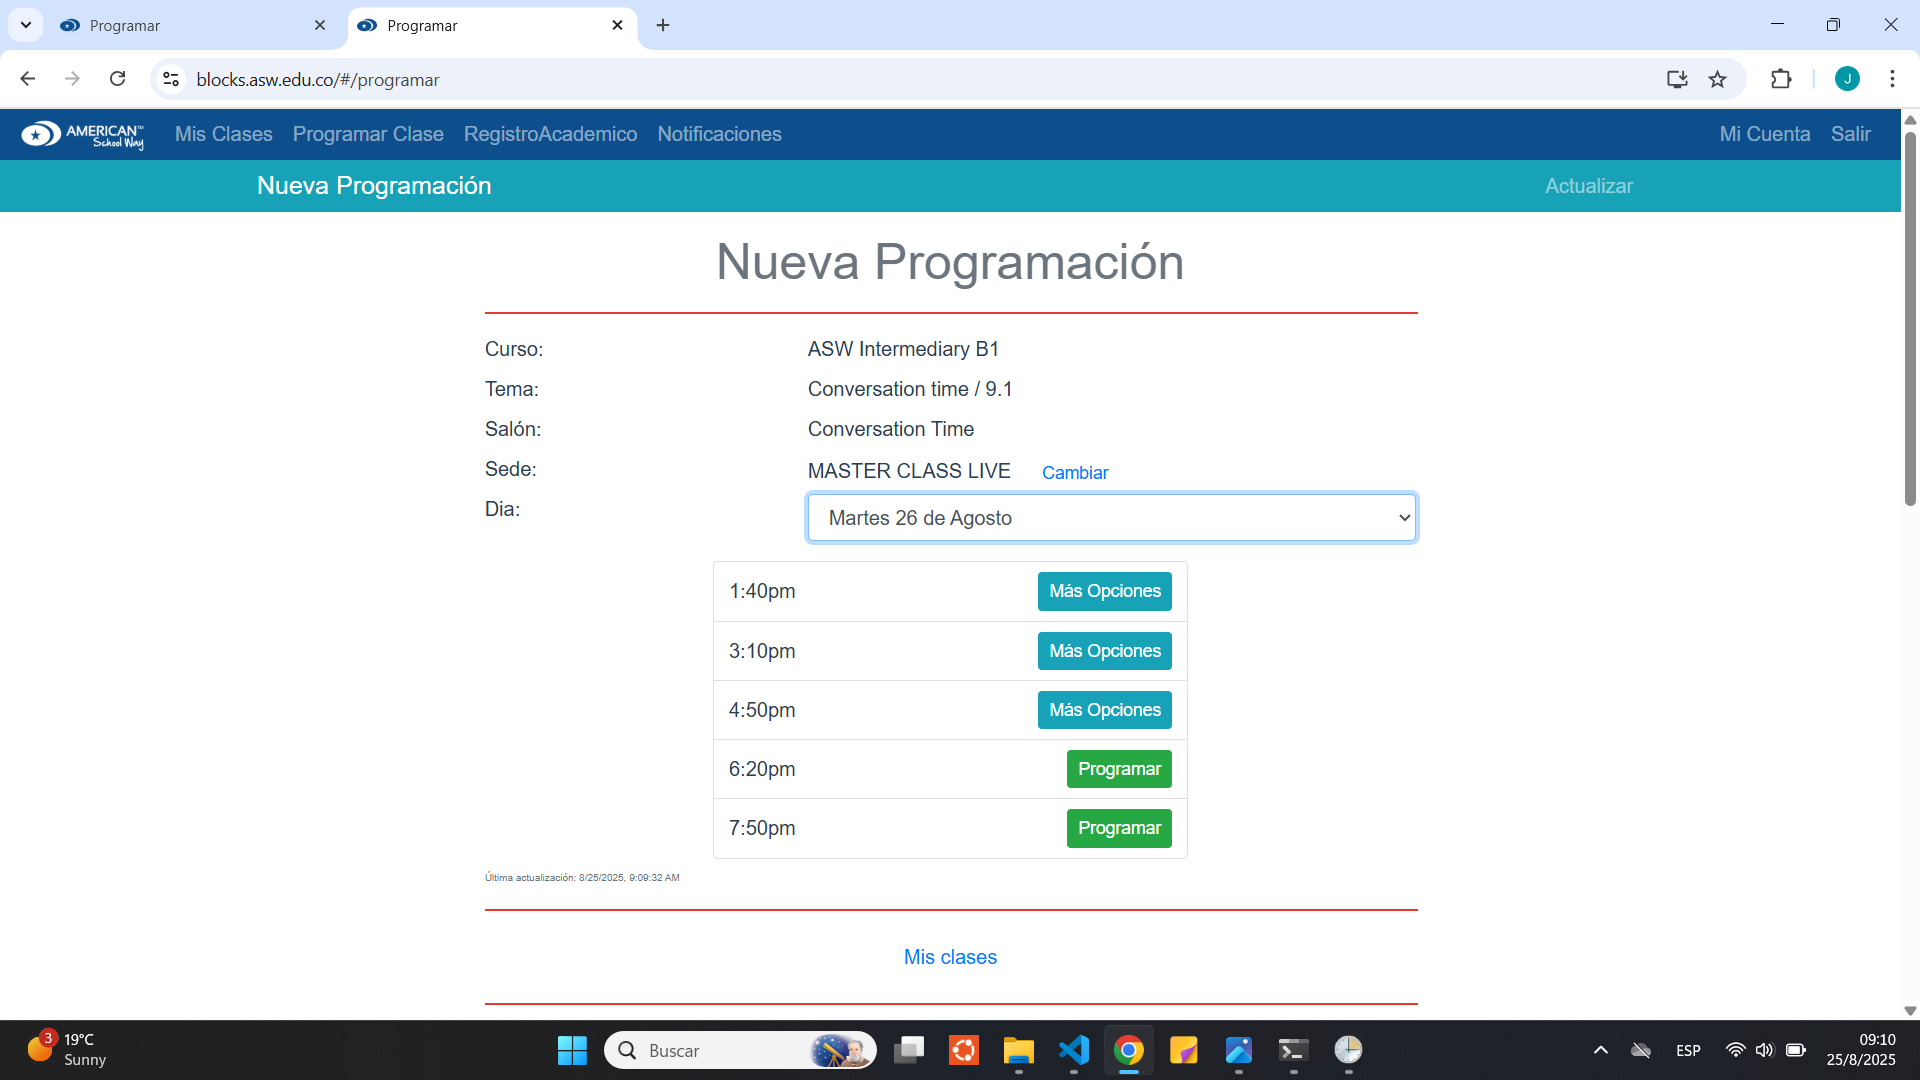 Programar
Programar
blocks.asw.edu.co/#/programar
J
AMERICAN™
School Way
Mis Clases
Programar Clase
RegistroAcademico
Notificaciones
Mi Cuenta
Salir
Nueva Programación
Actualizar
Nueva Programación
Curso: ASW Intermediary B1
Tema: Conversation time / 9.1
Salón: Conversation Time
Sede: MASTER CLASS LIVE Cambiar
Dia: Martes 26 de Agosto
1:40pm Más Opciones
3:10pm Más Opciones
4:50pm Más Opciones
6:20pm Programar
7:50pm Programar
Última actualización: 8/25/2025, 9:09:32 AM
Mis clases
3
19°C
Sunny
Buscar
ESP
09:10
25/8/2025